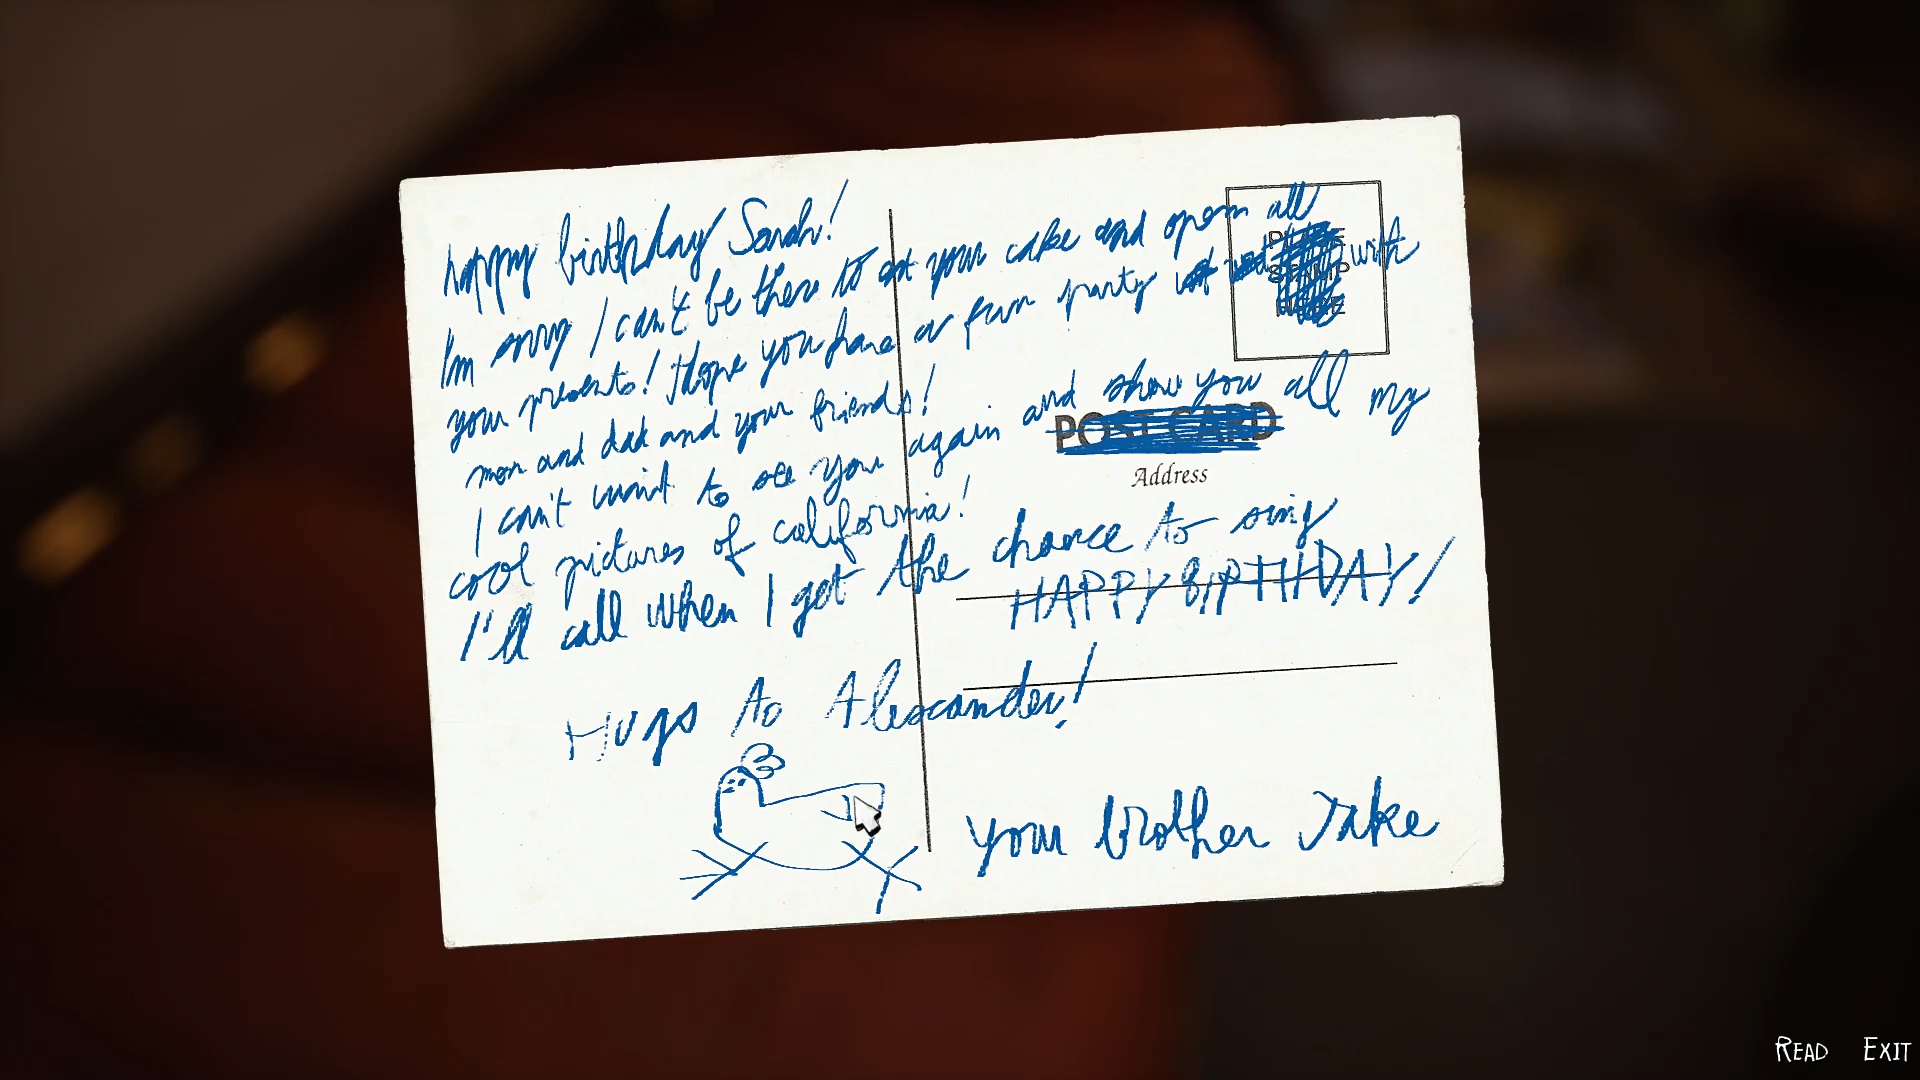 happy birthday Sarah!
I'm sorry I can't be there to eat your cake and open all
your presents! Hope you have a fun party with
mom and dad and your friends!
I can't wait to see you again and show you all my
cool pictures of california!
I'll call when I get the chance to sing
HAPPY BIRTHDAY!
Hugs to Alexander!
your brother Jake
POST CARD
Address
READ EXIT